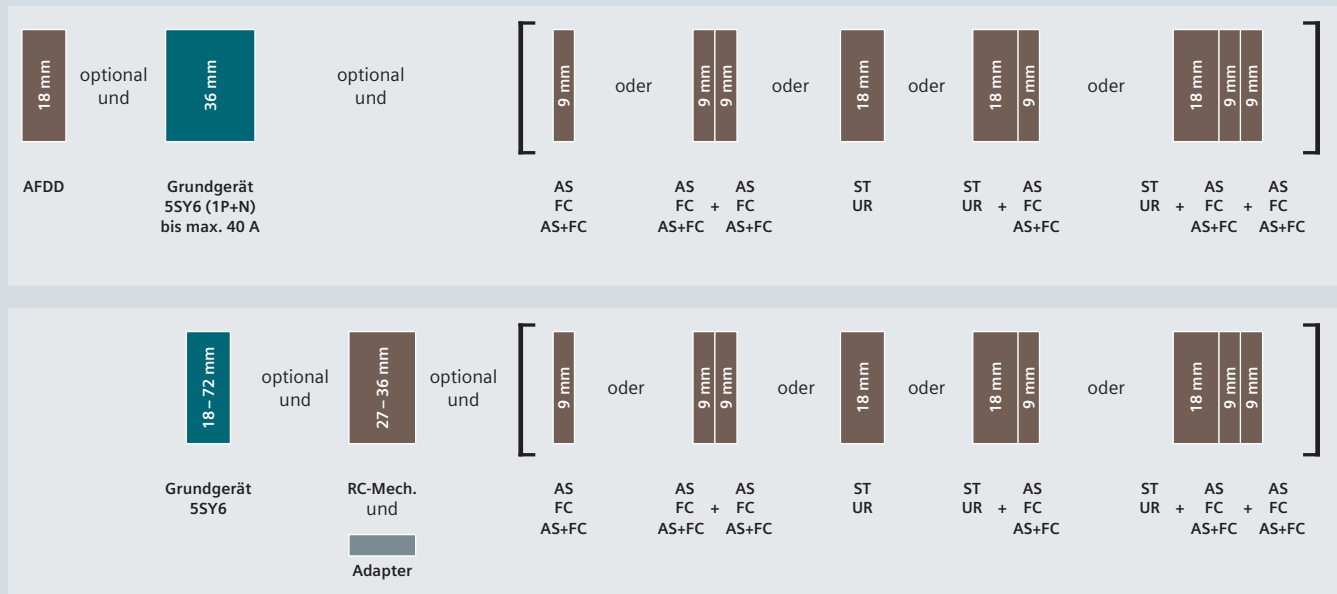 18 mm
optional
und
36 mm
optional
und
9 mm
oder
9 mm
9 mm
oder
18 mm
oder
18 mm
9 mm
oder
18 mm
9 mm
9 mm
AFDD
Grundgerät
5SY6 (1P+N)
bis max. 40 A
AS
FC
AS+FC
AS AS
FC + FC
AS+FC AS+FC
ST
UR
ST AS
UR + FC
AS+FC
ST AS AS
UR + FC + FC
AS+FC AS+FC
18 – 72 mm
optional
und
27 – 36 mm
optional
und
9 mm
oder
9 mm
9 mm
oder
18 mm
oder
18 mm
9 mm
oder
18 mm
9 mm
9 mm
Grundgerät
5SY6
RC-Mech.
und
Adapter
AS
FC
AS+FC
AS AS
FC + FC
AS+FC AS+FC
ST
UR
ST AS
UR + FC
AS+FC
ST AS AS
UR + FC + FC
AS+FC AS+FC